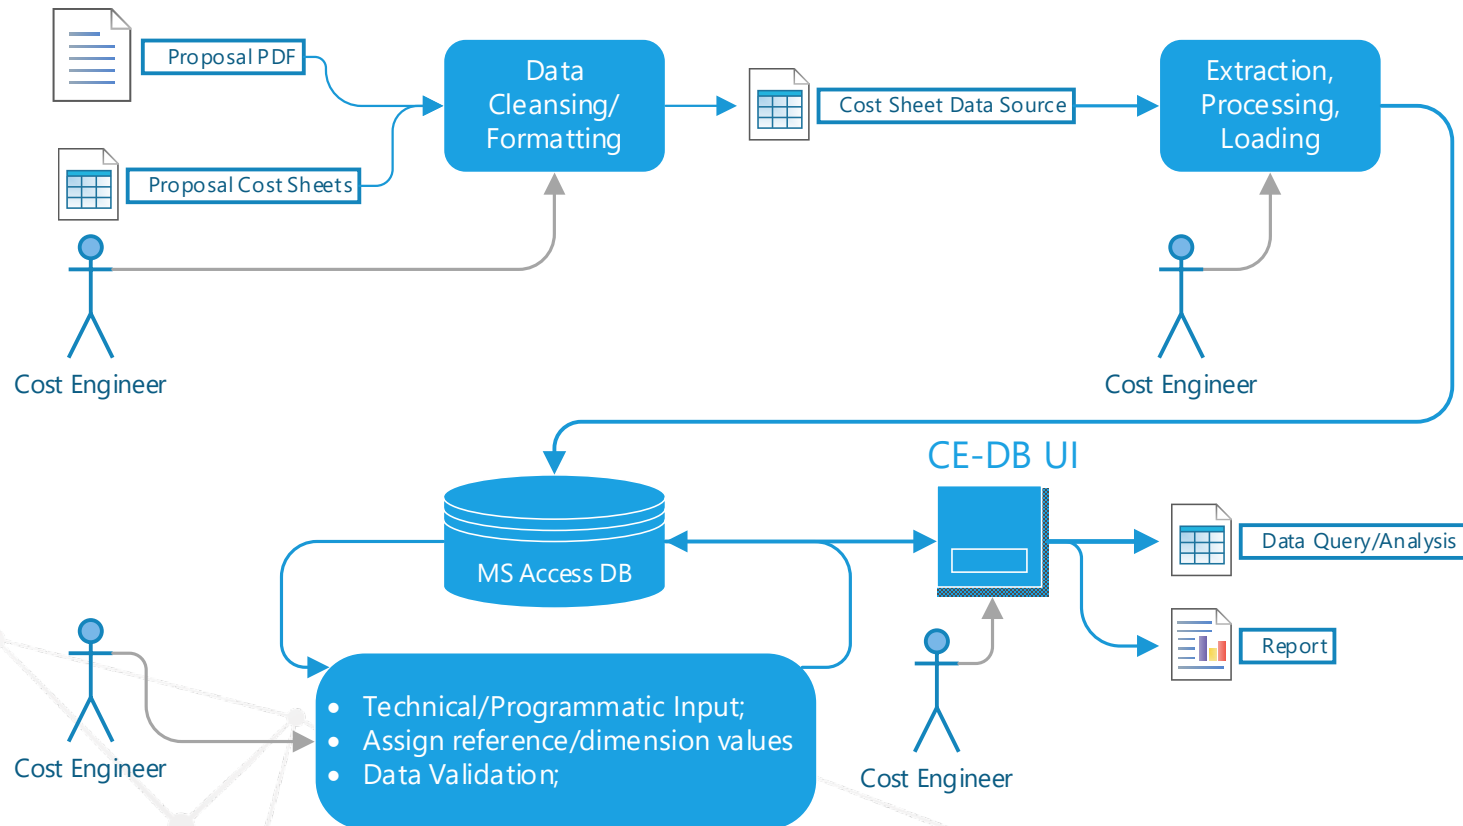 Proposal PDF
Data
Cleansing/
Formatting
Cost Sheet Data Source
Extraction,
Processing,
Loading
Proposal Cost Sheets
Cost Engineer
Cost Engineer
CE-DB UI
MS Access DB
Data Query/Analysis
Report
• Technical/Programmatic Input;
• Assign reference/dimension values
• Data Validation;
Cost Engineer
Cost Engineer